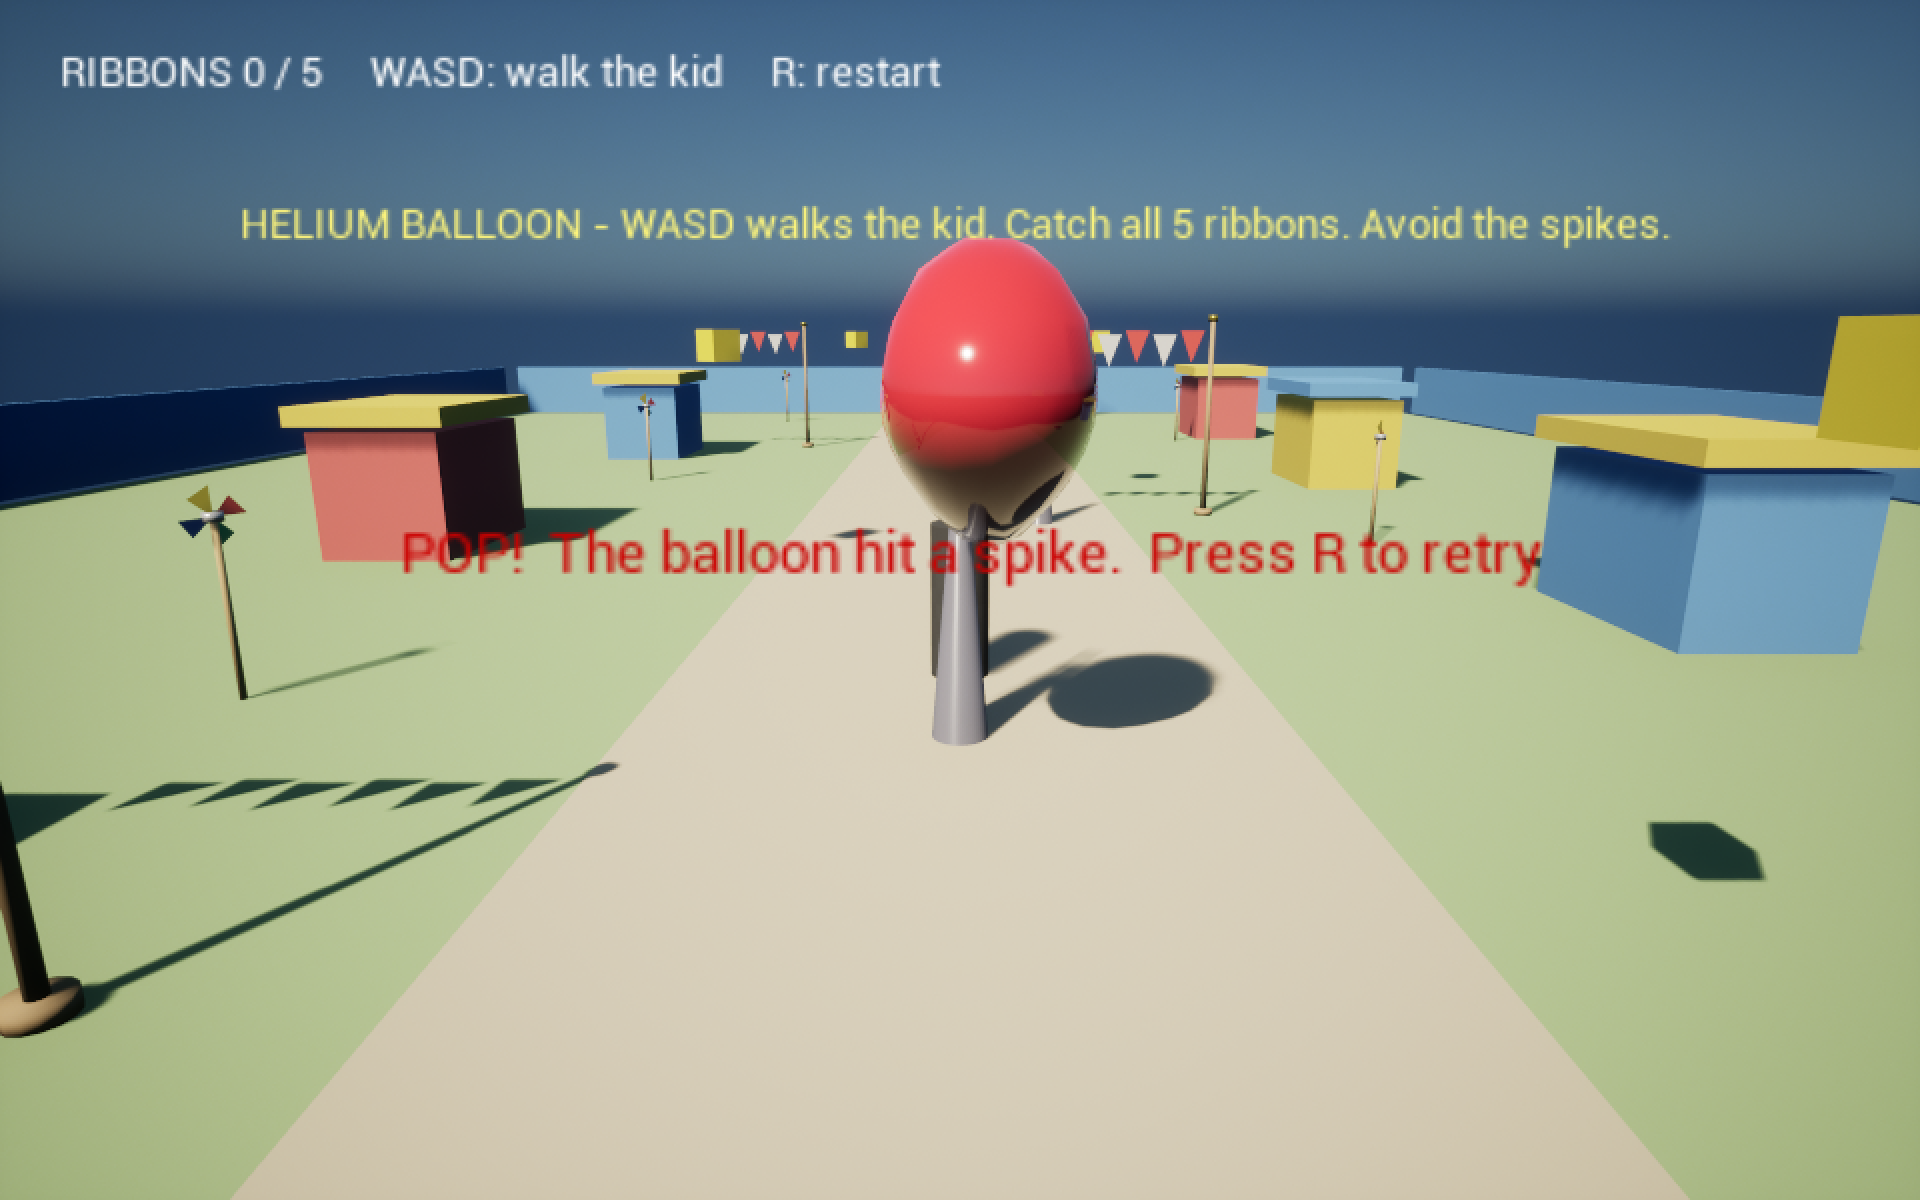 RIBBONS 0 / 5    WASD: walk the kid    R: restart
HELIUM BALLOON - WASD walks the kid. Catch all 5 ribbons. Avoid the spikes.
POP!  The balloon hit a spike.  Press R to retry